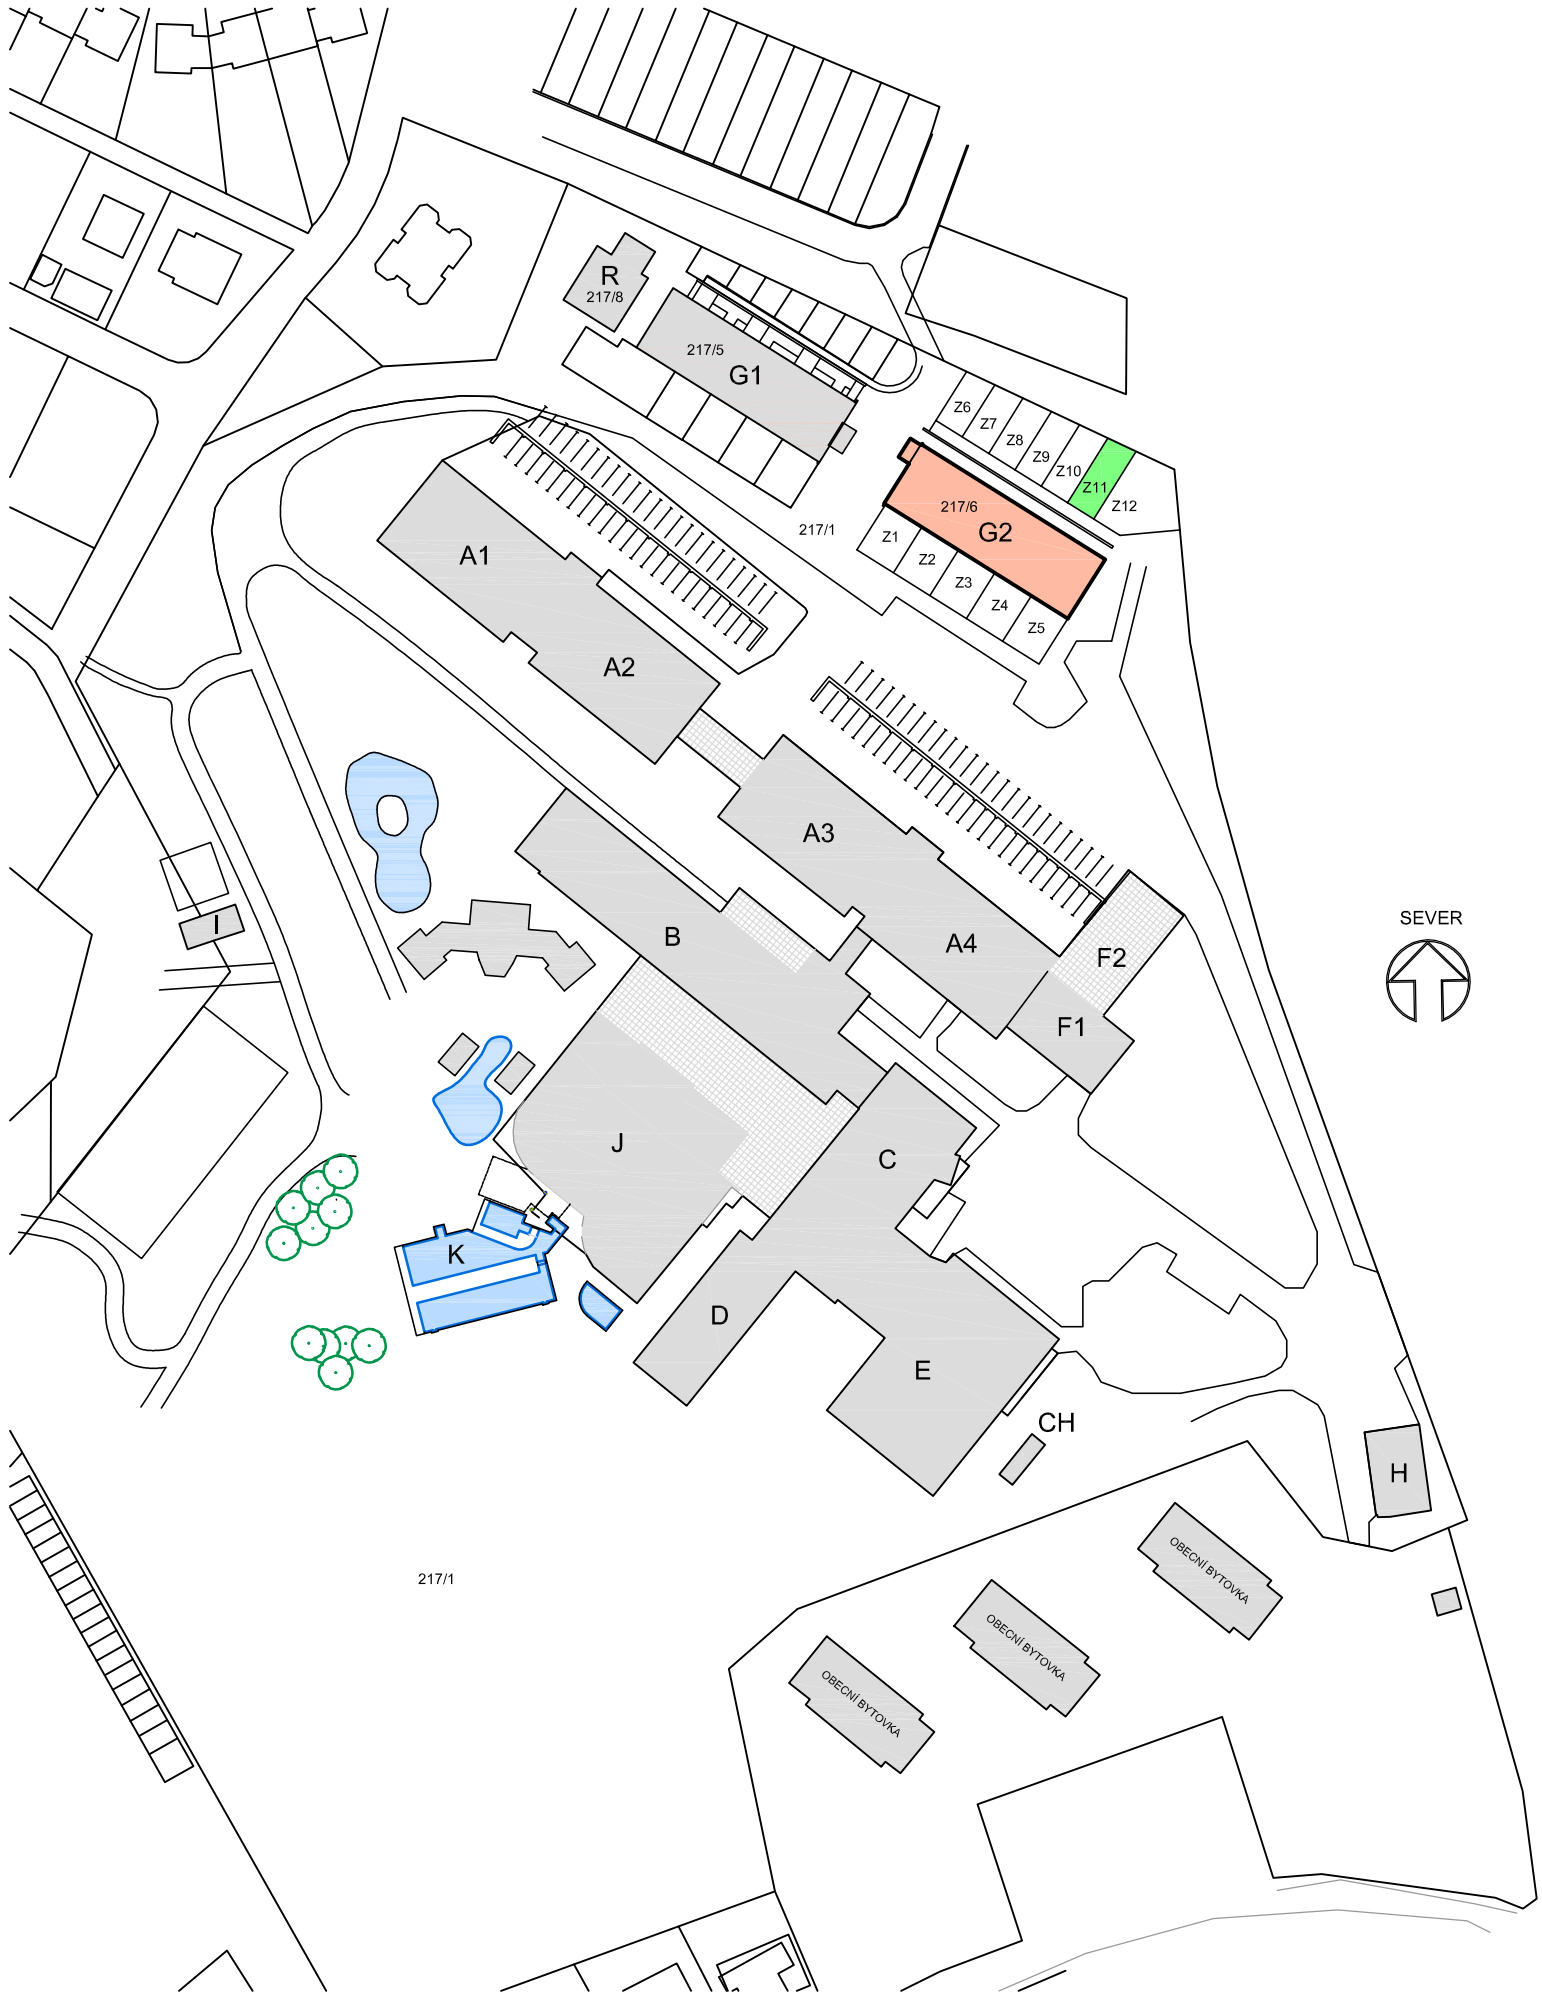 R
217/8
217/5
G1
Z6
Z7
Z8
Z9
Z10
Z11
Z12
217/6
G2
217/1
Z1
Z2
Z3
Z4
Z5
A1
A2
A3
A4
B
I
F2
F1
SEVER
J
C
K
D
E
CH
H
217/1
OBECNÍ BYTOVKA
OBECNÍ BYTOVKA
OBECNÍ BYTOVKA